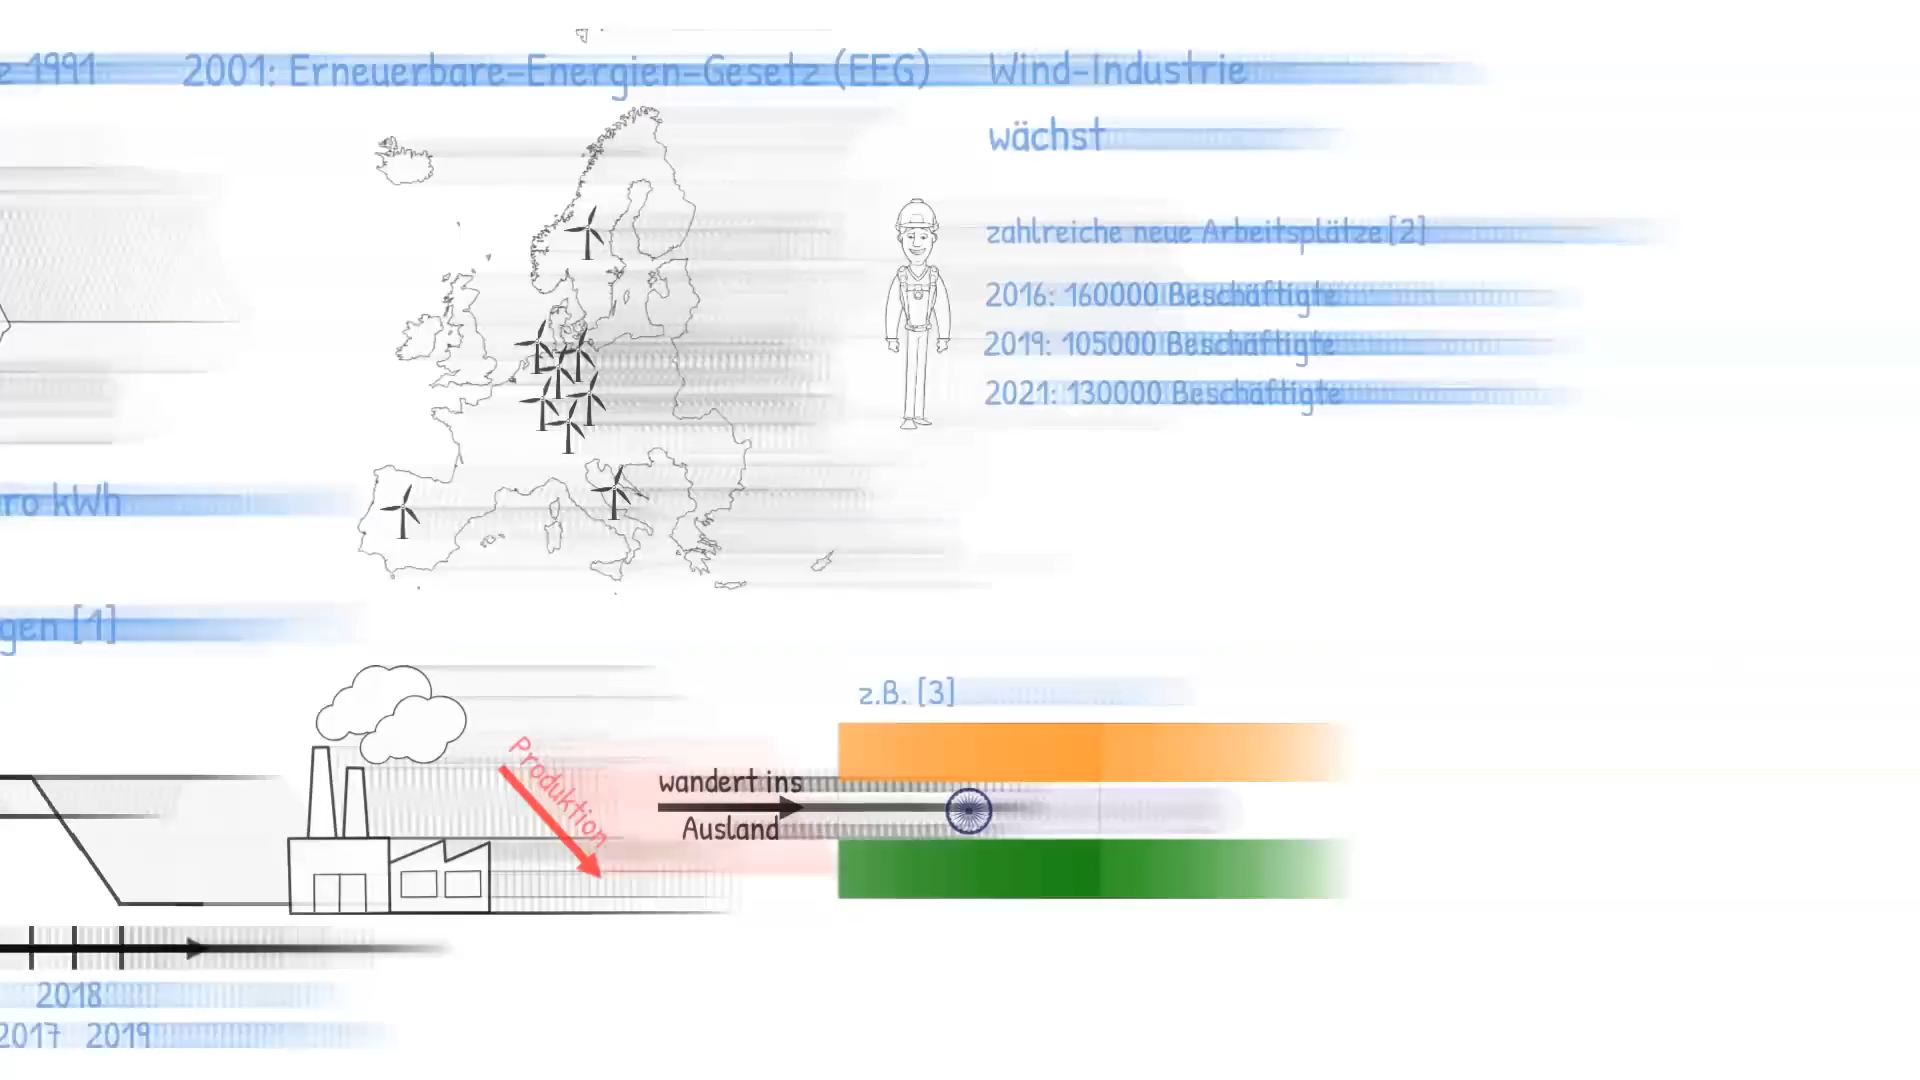 z 1991
2001: Erneuerbare-Energien-Gesetz (EEG)
Wind-Industrie
wächst
zahlreiche neue Arbeitsplätze [2]
2016: 160000 Beschäftigte
2019: 105000 Beschäftigte
2021: 130000 Beschäftigte
ro kWh
gen [1]
z.B. [3]
Produktion
wandert ins
Ausland
2018
2017 2019